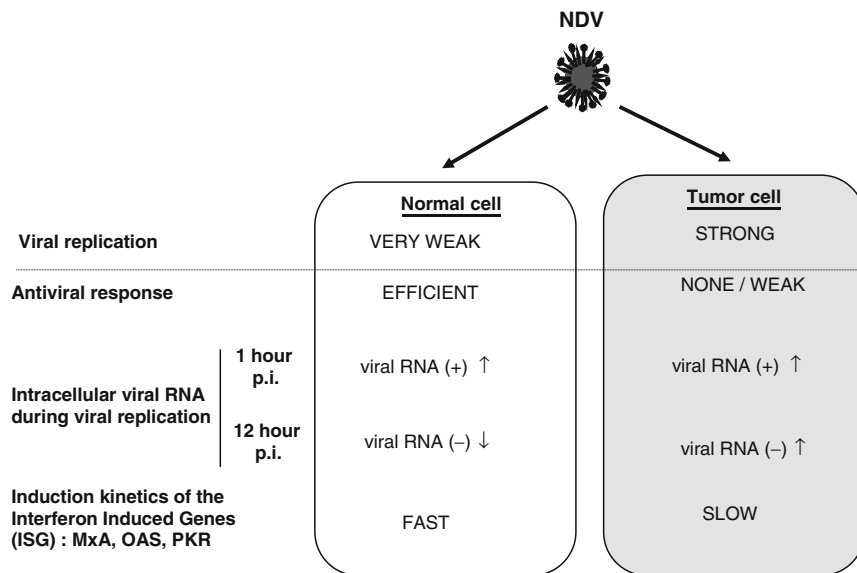 NDV
Normal cell
Tumor cell
Viral replication
VERY WEAK
STRONG
Antiviral response
EFFICIENT
NONE / WEAK
Intracellular viral RNA
during viral replication
1 hour
p.i.
viral RNA (+) ↑
viral RNA (+) ↑
12 hour
p.i.
viral RNA (−) ↓
viral RNA (−) ↑
Induction kinetics of the
Interferon Induced Genes
(ISG) : MxA, OAS, PKR
FAST
SLOW